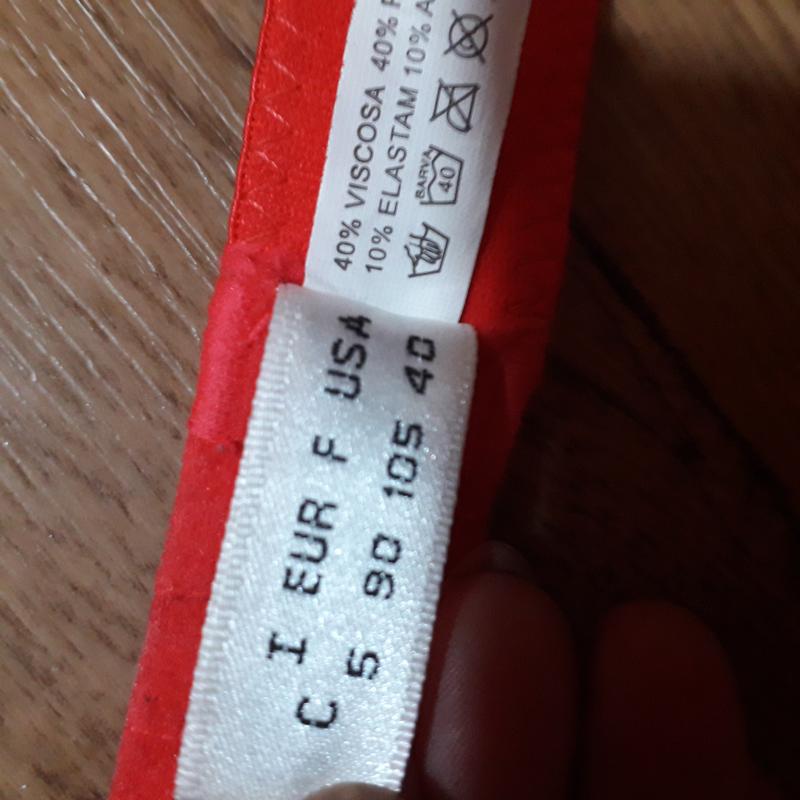 40% VISCOSA 40% P
10% ELASTAM 10% A
BARVA
40
I EUR F USA
C 5 90 105 40